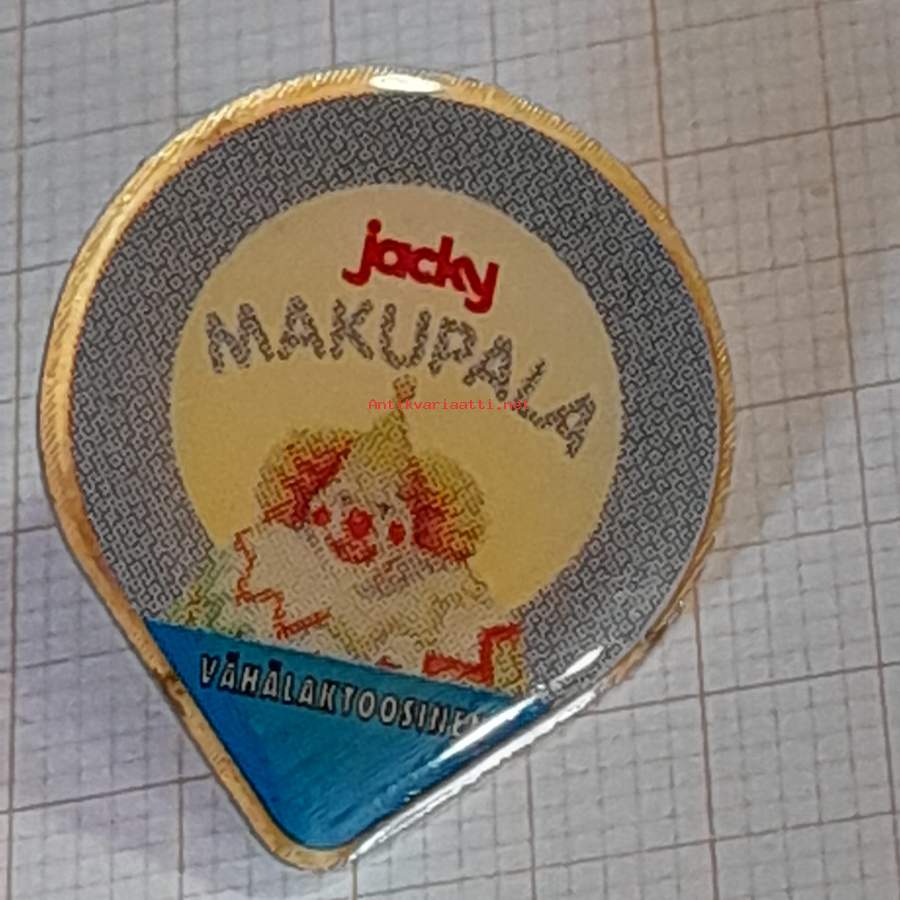 jacky
MAKUPALA
Antikvariaatti.net
VÄHÄLAKTOOSINEN